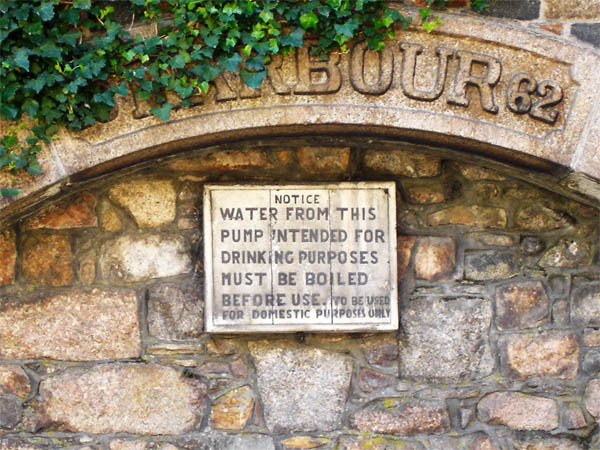 HARBOUR 62
NOTICE
WATER FROM THIS
PUMP INTENDED FOR
DRINKING PURPOSES
MUST BE BOILED
BEFORE USE. TO BE USED
FOR DOMESTIC PURPOSES ONLY